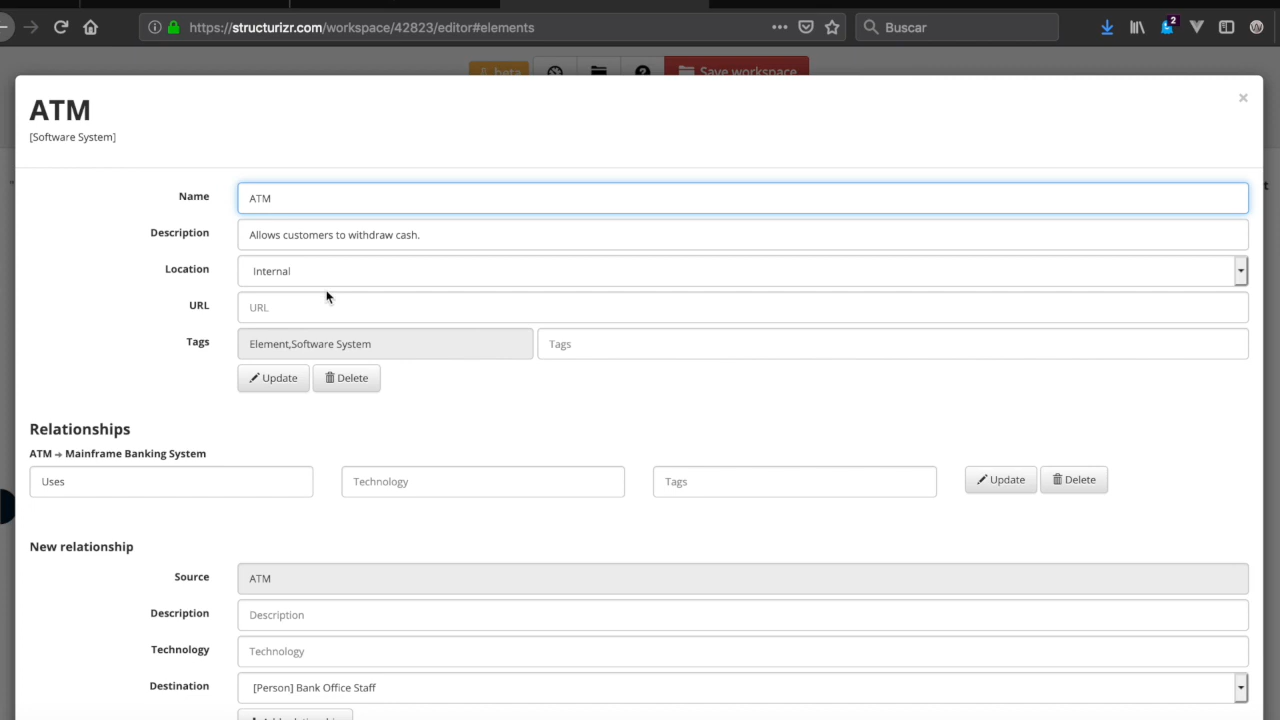 https://structurizr.com/workspace/42823/editor#elements
Buscar
2
beta
Save workspace
ATM
[Software System]
Name
ATM
Description
Allows customers to withdraw cash.
Location
Internal
URL
URL
Tags
Element,Software System
Tags
Update
Delete
Relationships
ATM → Mainframe Banking System
Uses
Technology
Tags
Update
Delete
New relationship
Source
ATM
Description
Description
Technology
Technology
Destination
[Person] Bank Office Staff